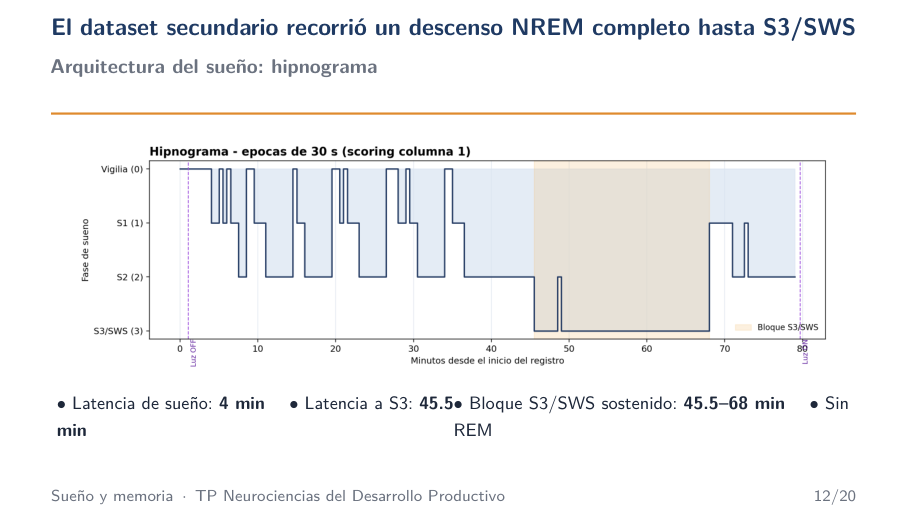 El dataset secundario recorrió un descenso NREM completo hasta S3/SWS
Arquitectura del sueño: hipnograma
Hipnograma - epocas de 30 s (scoring columna 1)
Fase de sueno
Vigilia (0)
S1 (1)
S2 (2)
S3/SWS (3)
Bloque S3/SWS
0 10 20 30 40 50 60 70 80
Luz OFF
Luz ON
Minutos desde el inicio del registro
• Latencia de sueño: 4 min • Latencia a S3: 45.5
min
• Bloque S3/SWS sostenido: 45.5–68 min • Sin
REM
Sueño y memoria · TP Neurociencias del Desarrollo Productivo 12/20